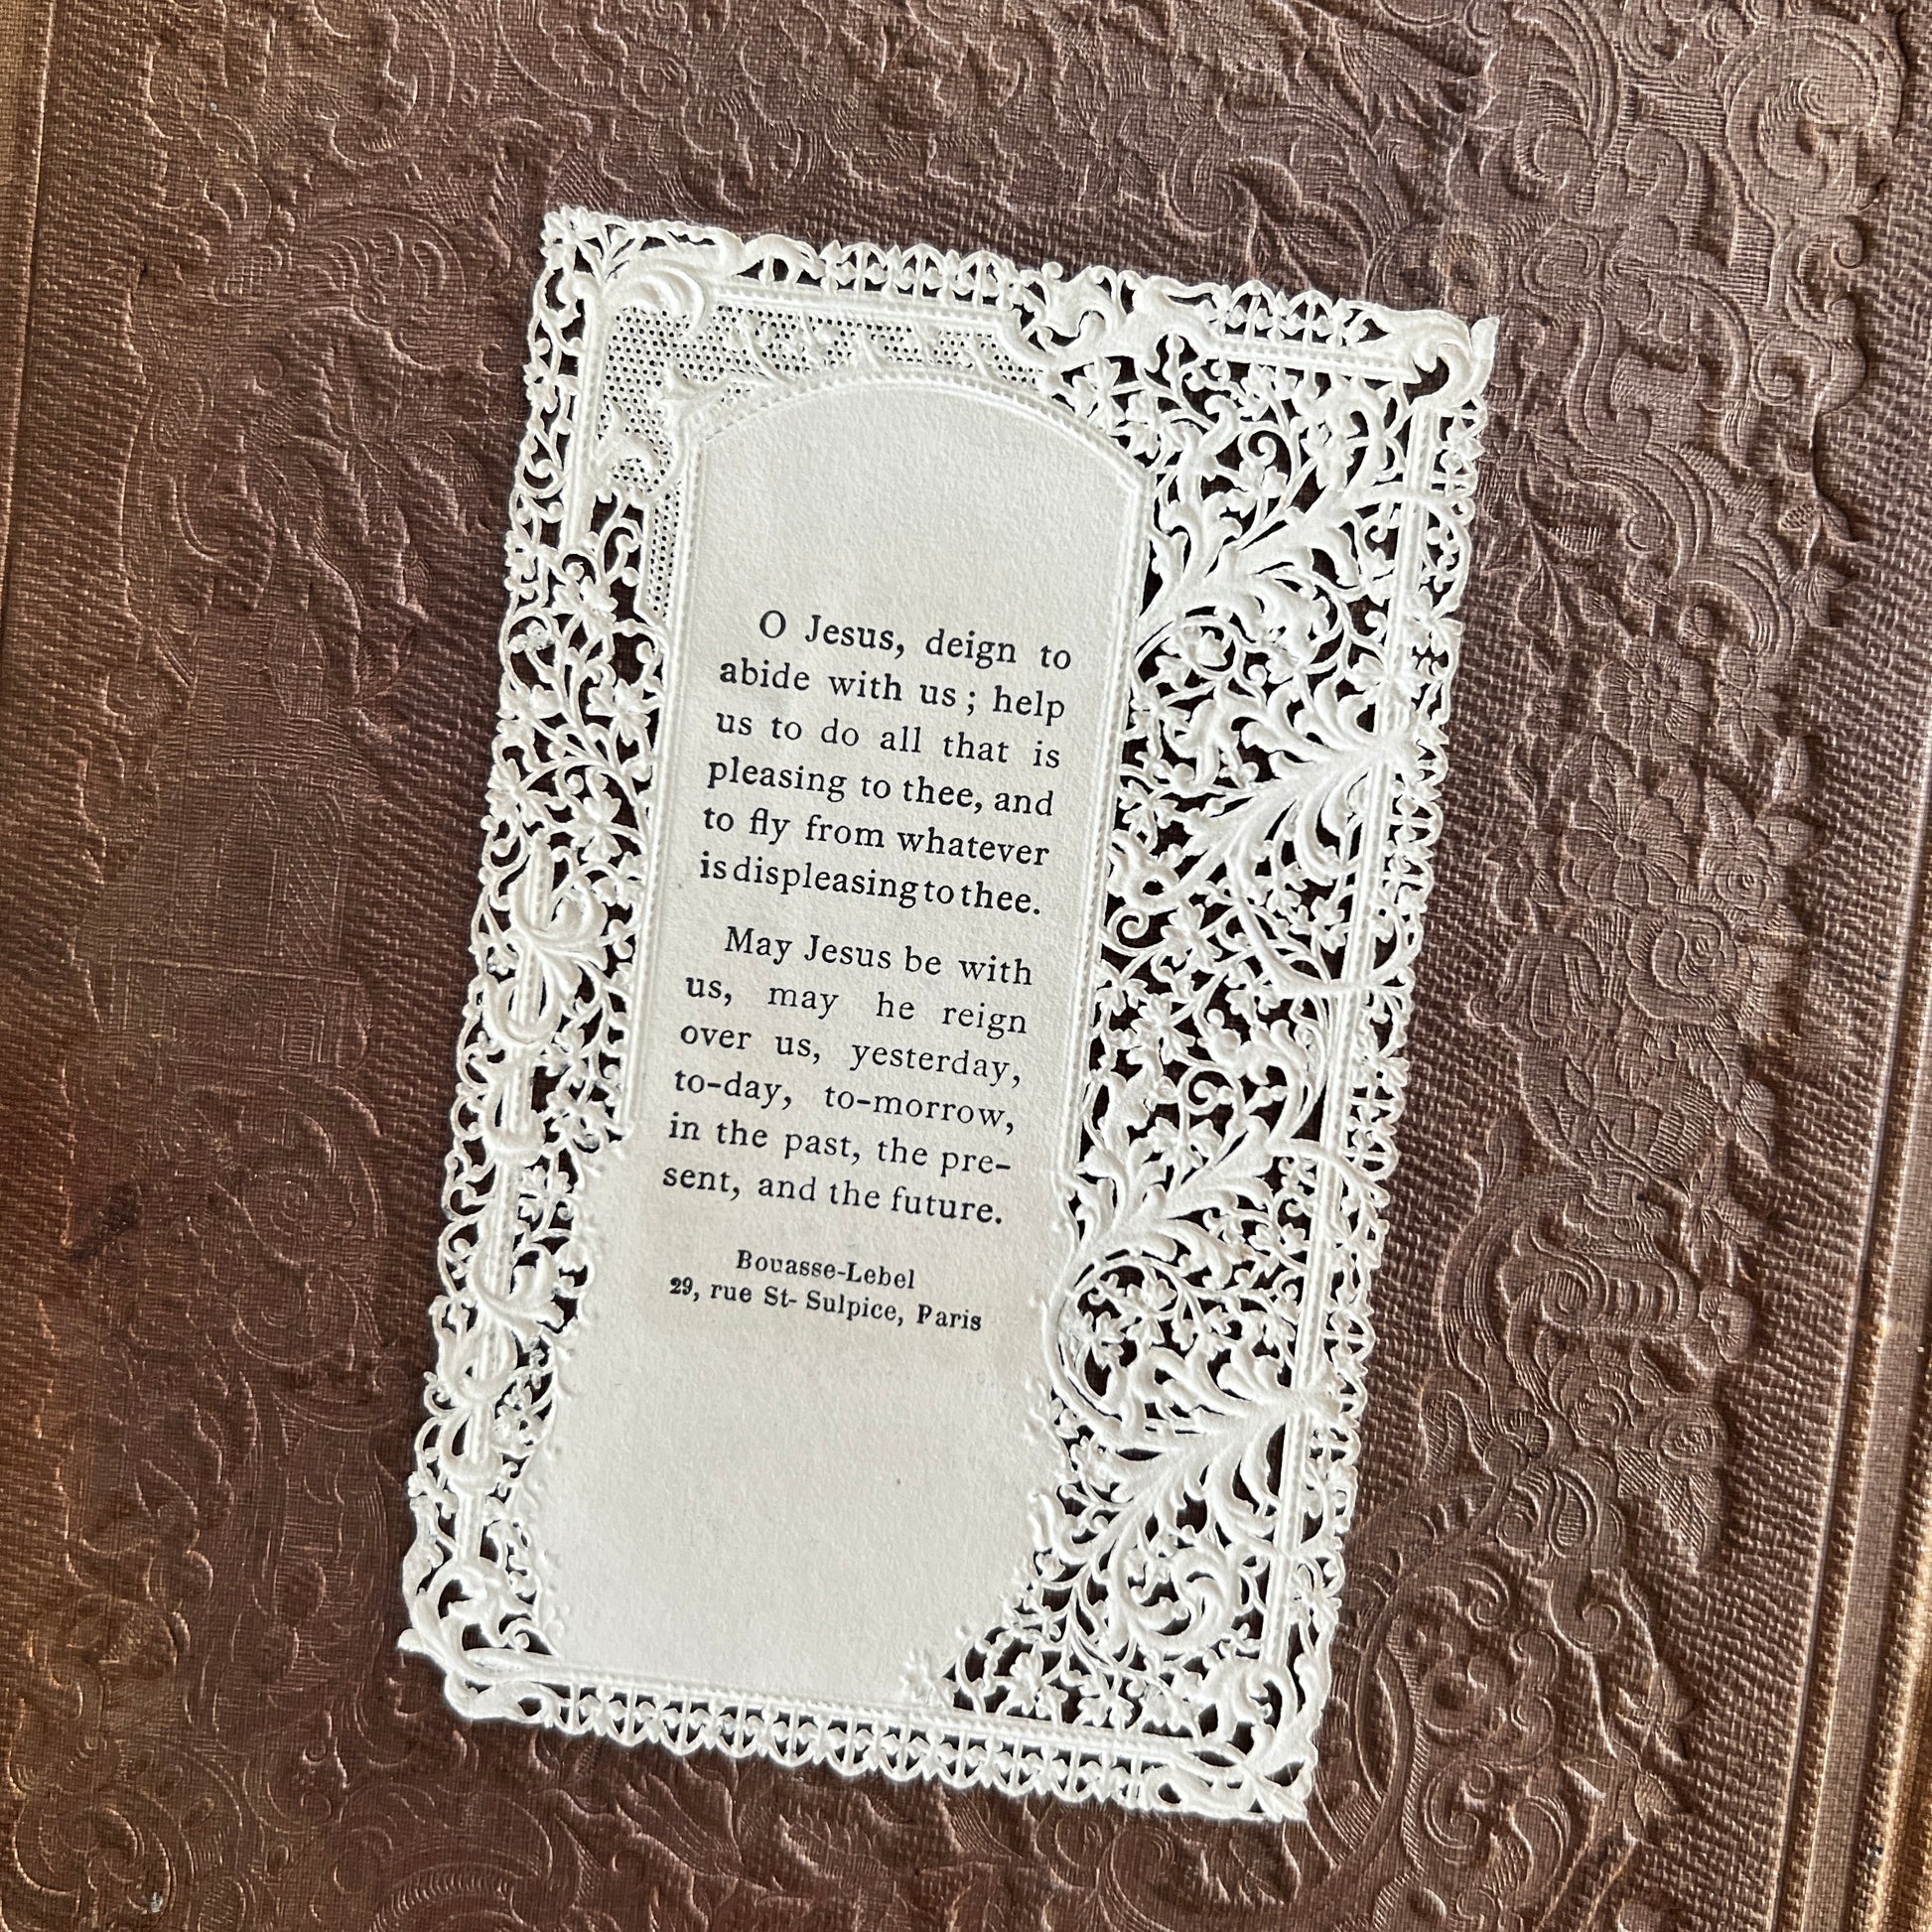 O Jesus, deign to
abide with us ; help
us to do all that is
pleasing to thee, and
to fly from whatever
is displeasing to thee.
May Jesus be with
us, may he reign
over us, yesterday,
to-day, to-morrow,
in the past, the pre-
sent, and the future.
Bouasse-Lebel
29, rue St- Sulpice, Paris